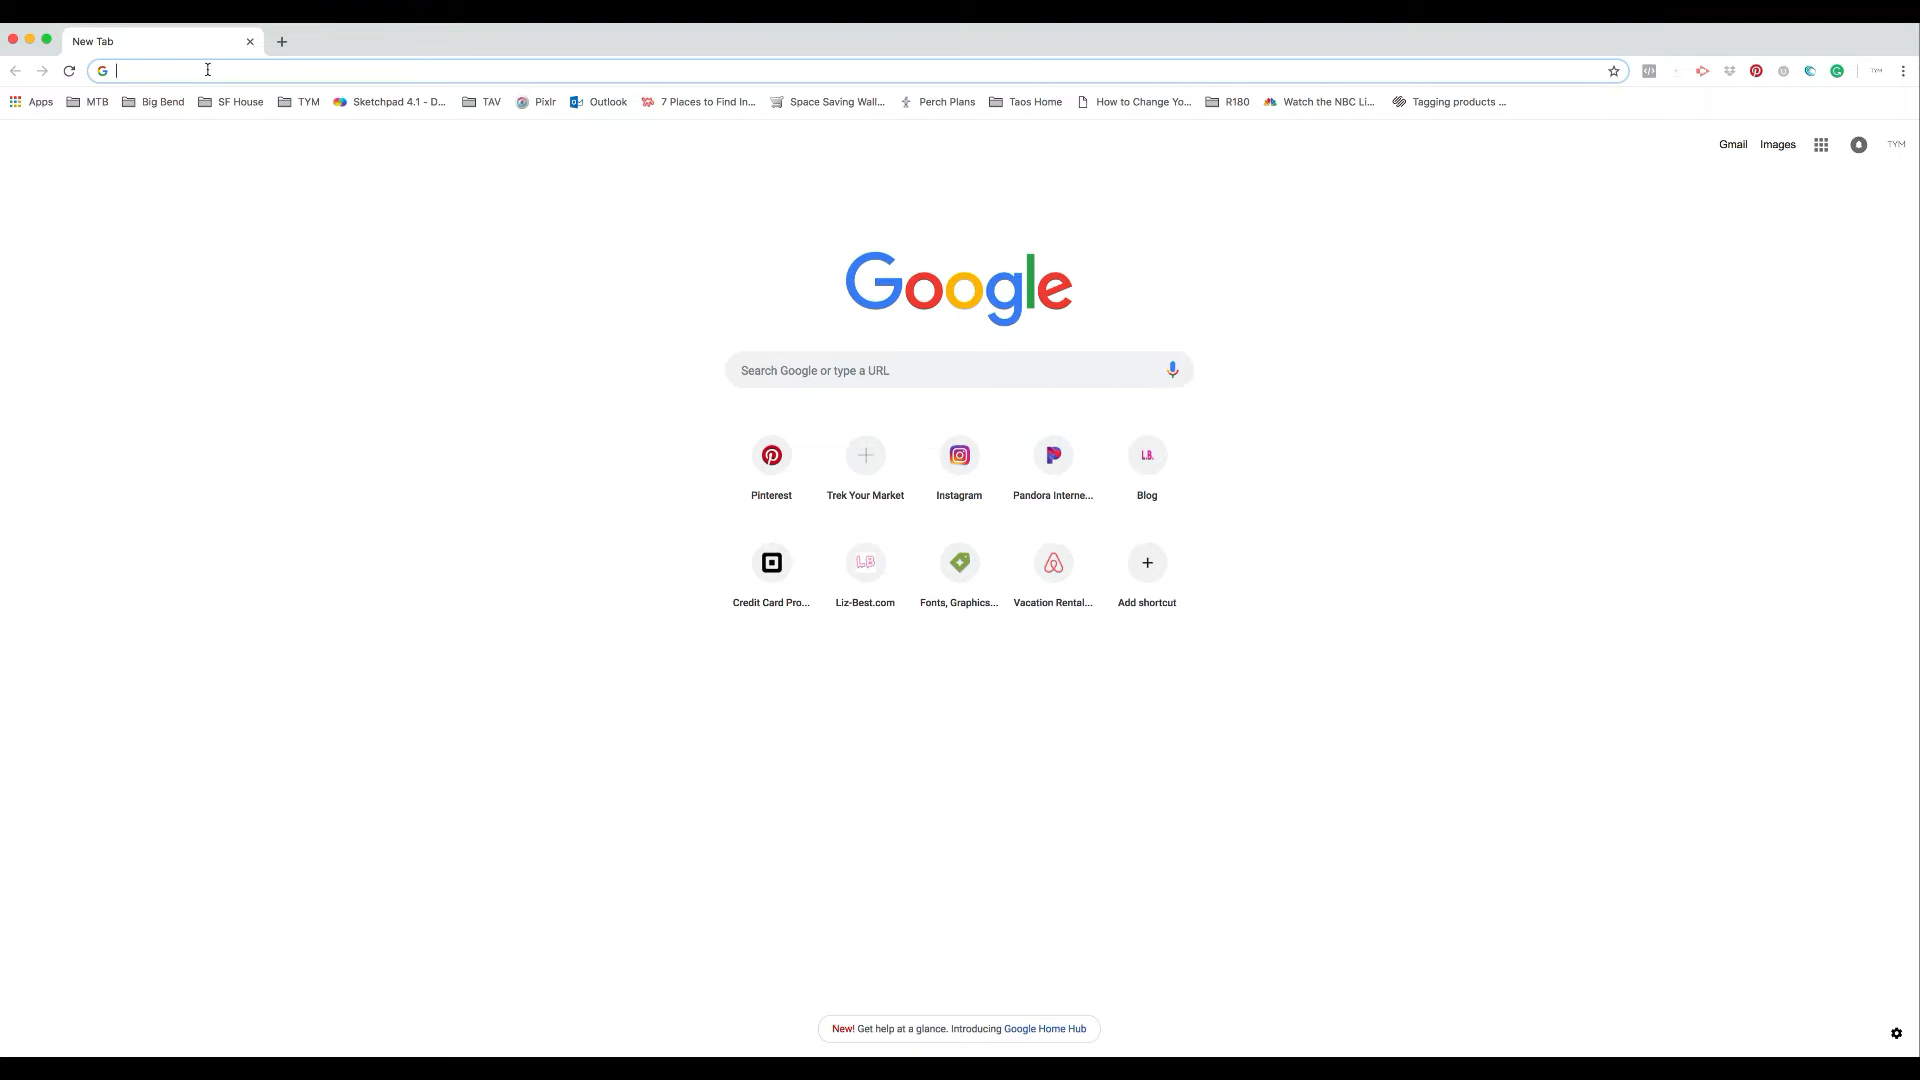 New Tab
Apps MTB Big Bend SF House TYM Sketchpad 4.1 - D... TAV Pixlr Outlook 7 Places to Find In... Space Saving Wall... Perch Plans Taos Home How to Change Yo... R180 Watch the NBC Li... Tagging products ...
Gmail Images TYM
Google
Search Google or type a URL
Pinterest Trek Your Market Instagram Pandora Interne... Blog
Credit Card Pro... Liz-Best.com Fonts, Graphics... Vacation Rental... Add shortcut
New! Get help at a glance. Introducing Google Home Hub